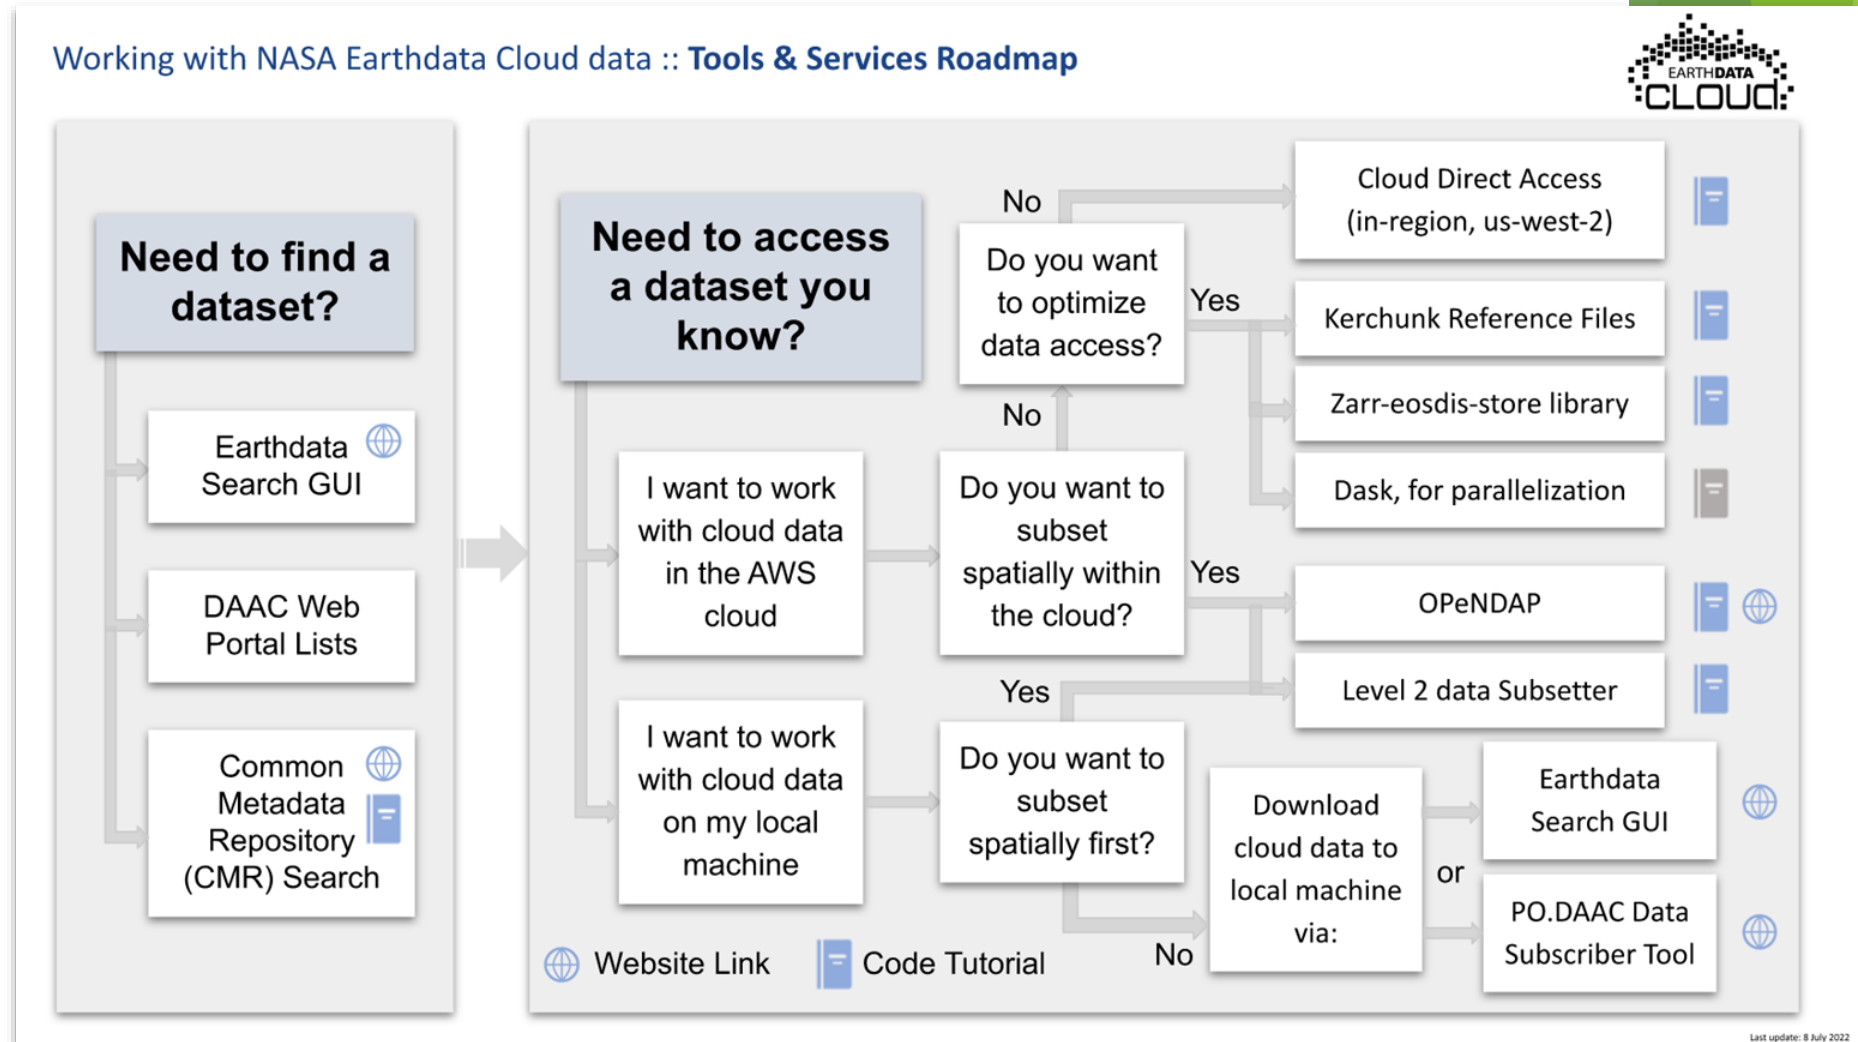 Working with NASA Earthdata Cloud data :: Tools & Services Roadmap
EARTHDATA
CLOUD
Need to find a
dataset?
Earthdata
Search GUI
DAAC Web
Portal Lists
Common
Metadata
Repository
(CMR) Search
Need to access
a dataset you
know?
I want to work
with cloud data
in the AWS
cloud
I want to work
with cloud data
on my local
machine
No
Do you want
to optimize
data access?
Yes
No
Do you want to
subset
spatially within
the cloud?
Yes
Yes
Do you want to
subset
spatially first?
No
Cloud Direct Access
(in-region, us-west-2)
Kerchunk Reference Files
Zarr-eosdis-store library
Dask, for parallelization
OPeNDAP
Level 2 data Subsetter
Download
cloud data to
local machine
via:
or
Earthdata
Search GUI
PO.DAAC Data
Subscriber Tool
Website Link
Code Tutorial
Last update: 8 July 2022